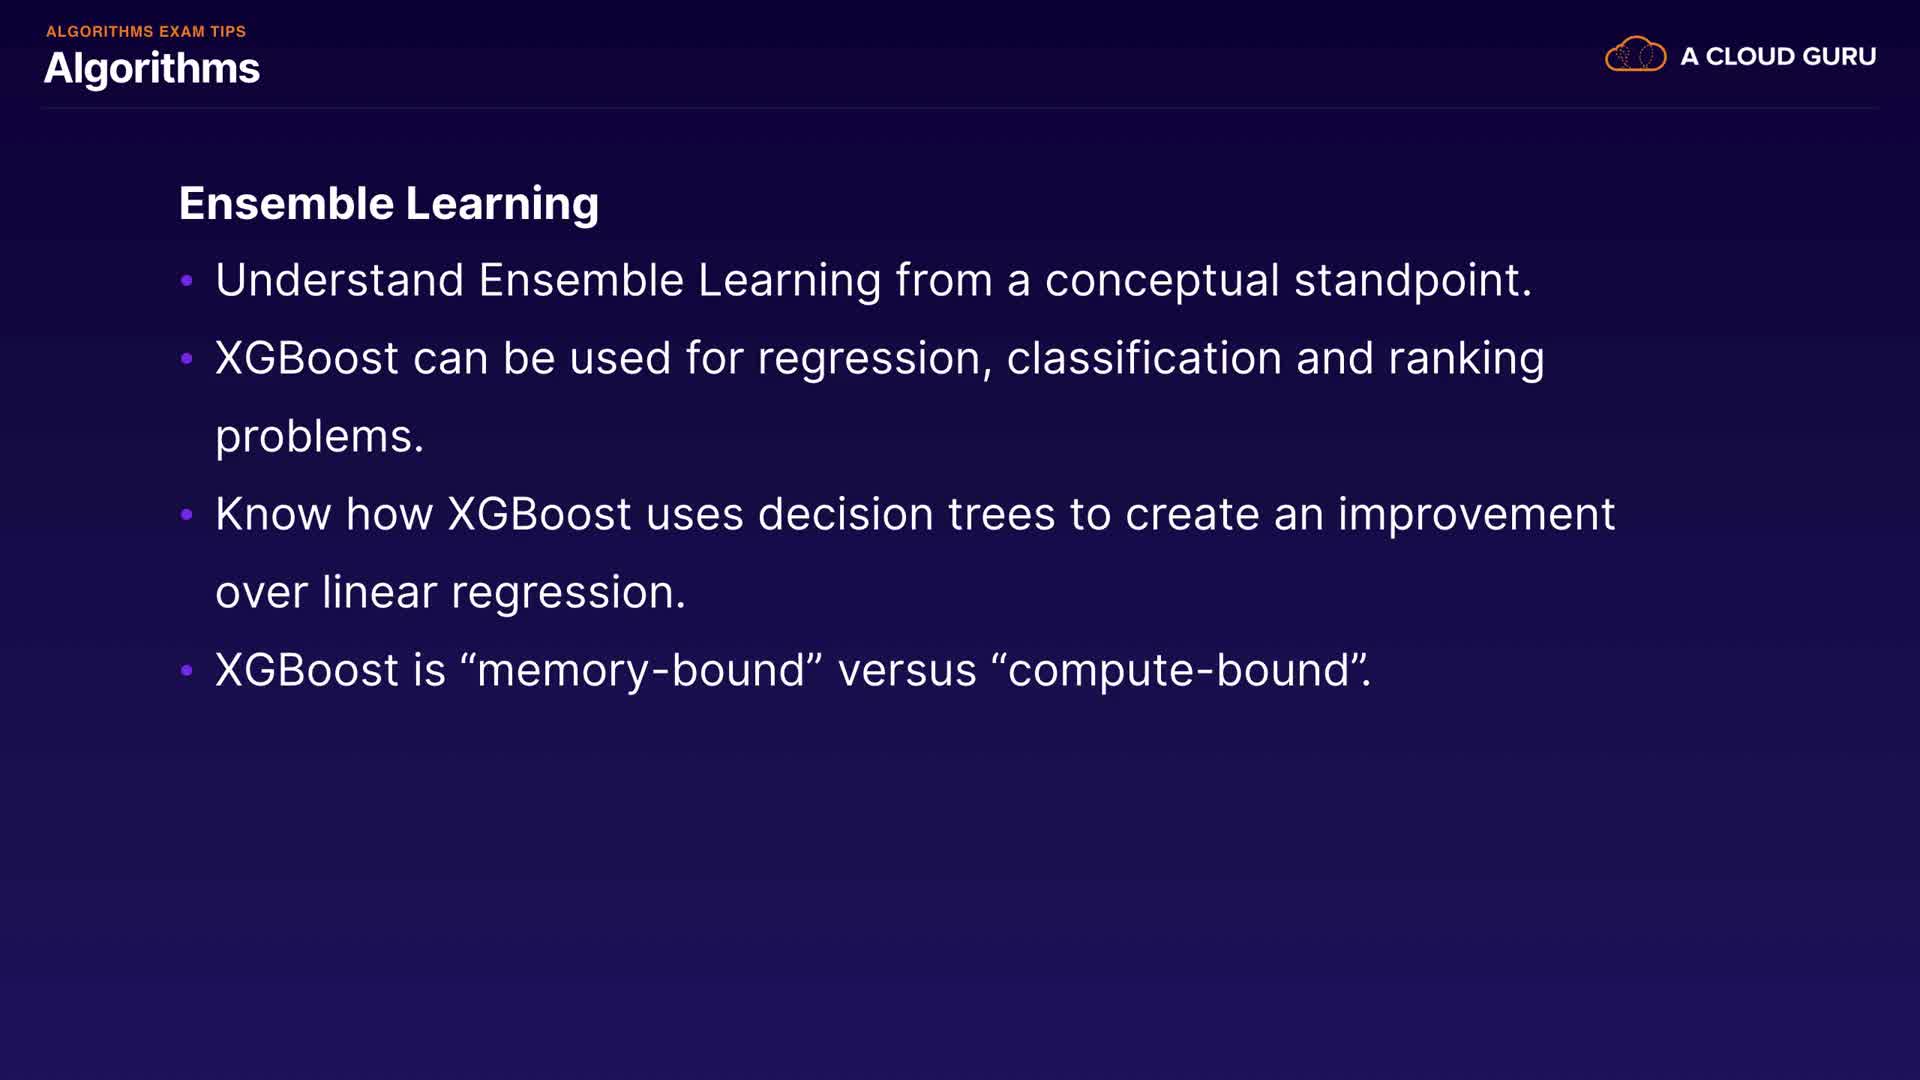 ALGORITHMS EXAM TIPS
Algorithms
A CLOUD GURU
Ensemble Learning
• Understand Ensemble Learning from a conceptual standpoint.
• XGBoost can be used for regression, classification and ranking
problems.
• Know how XGBoost uses decision trees to create an improvement
over linear regression.
• XGBoost is “memory-bound” versus “compute-bound”.